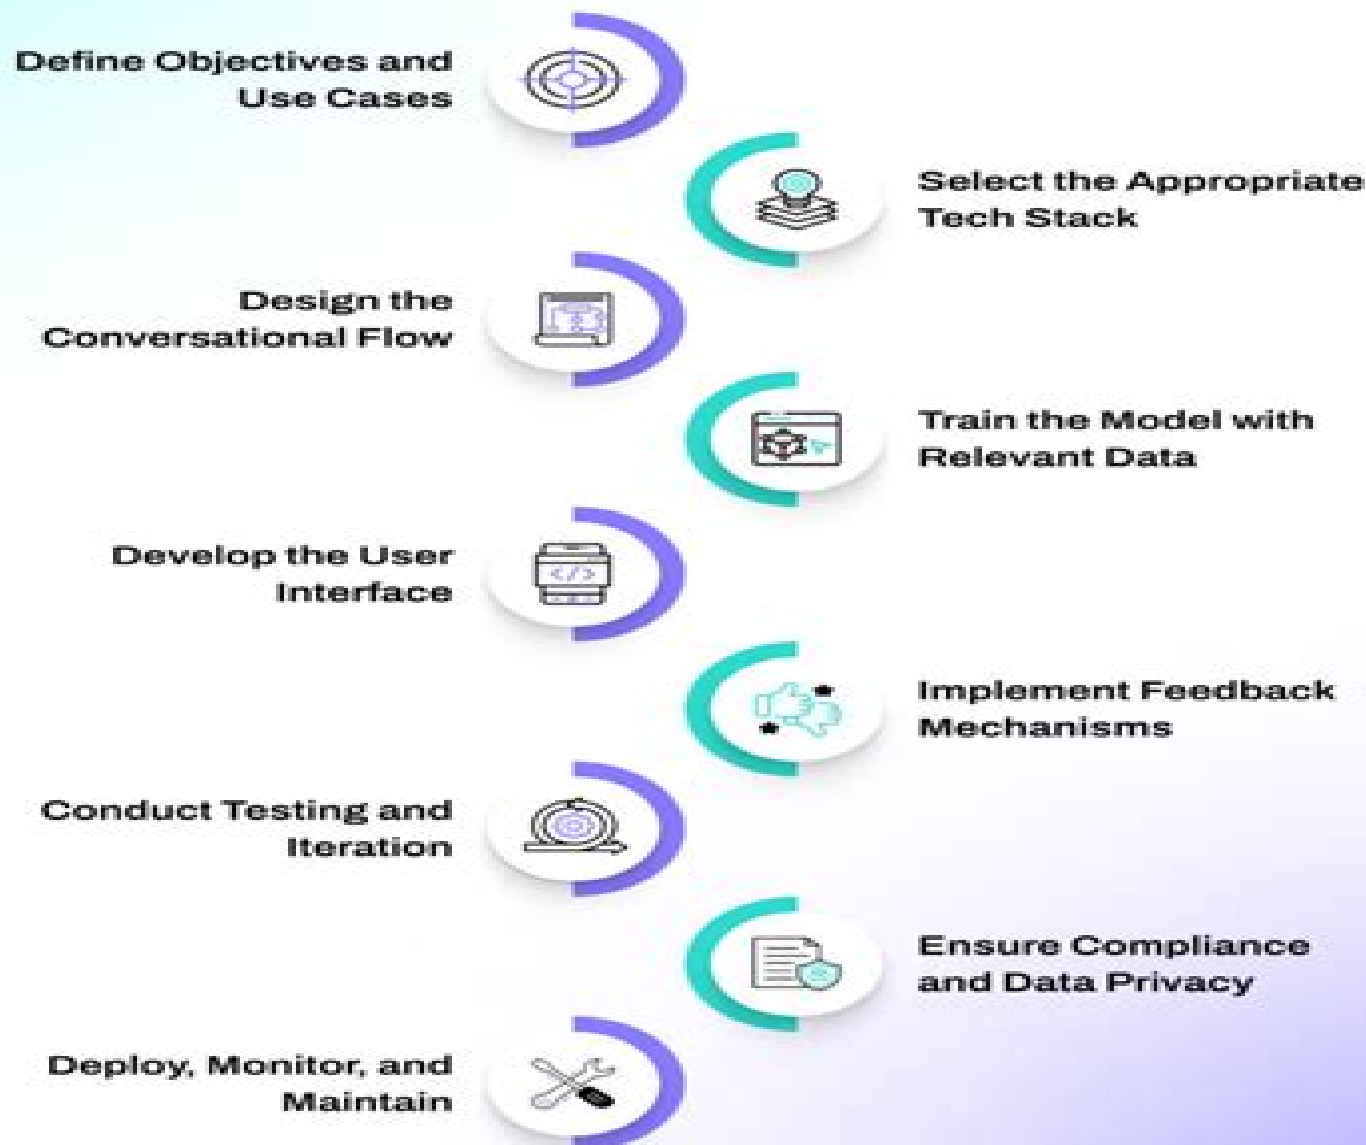 Define Objectives and
Use Cases
Select the Appropriate
Tech Stack
Design the
Conversational Flow
Train the Model with
Relevant Data
Develop the User
Interface
Implement Feedback
Mechanisms
Conduct Testing and
Iteration
Ensure Compliance
and Data Privacy
Deploy, Monitor, and
Maintain